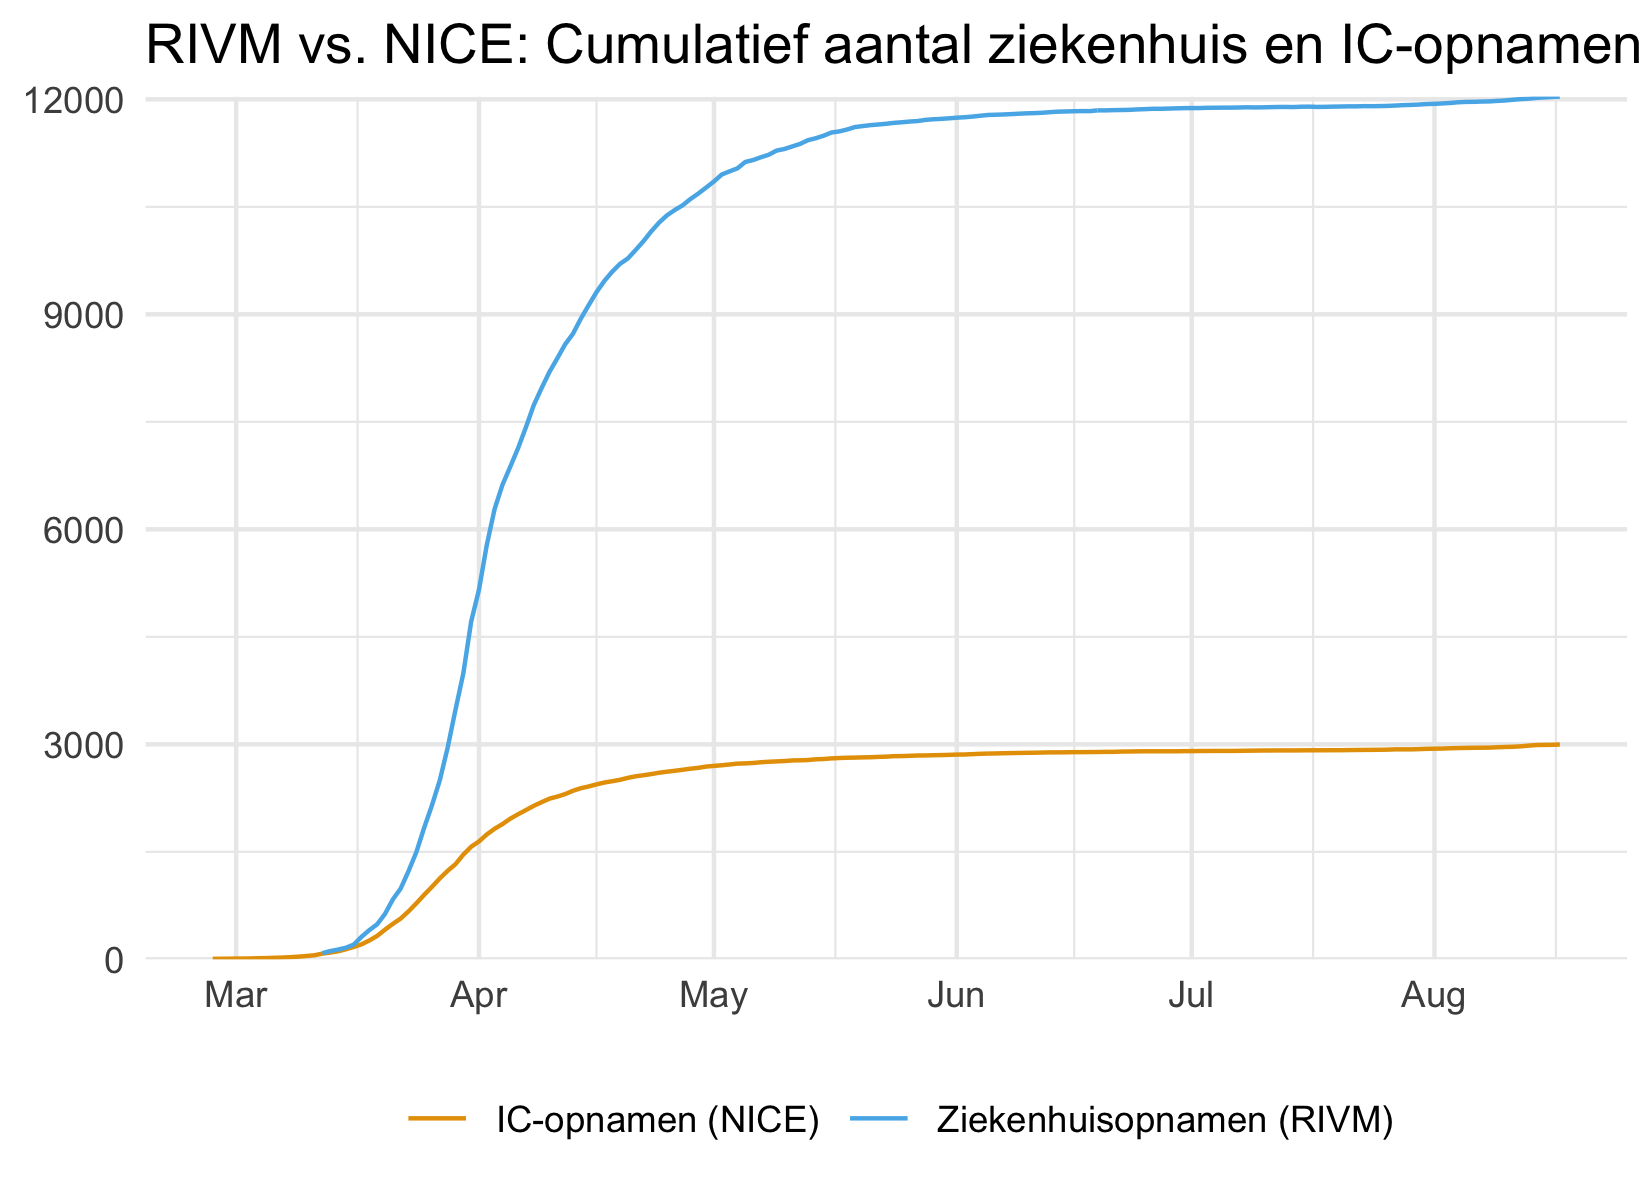 RIVM vs. NICE: Cumulatief aantal ziekenhuis en IC-opnamen
12000
9000
6000
3000
0
Mar Apr May Jun Jul Aug
IC-opnamen (NICE) Ziekenhuisopnamen (RIVM)